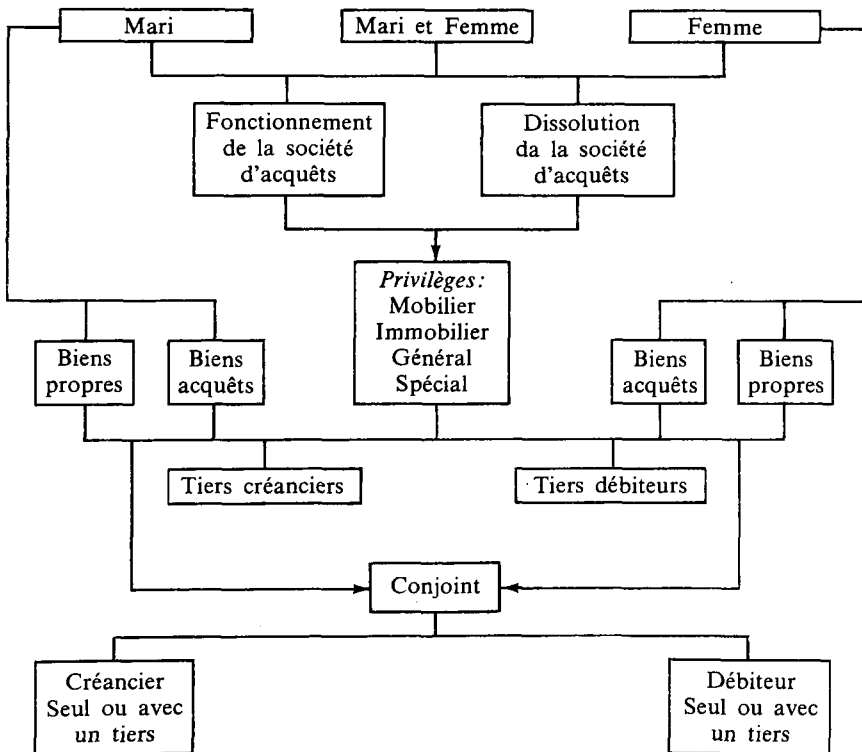 Mari
Mari et Femme
Femme
Fonctionnement
de la société
d'acquêts
Dissolution
da la société
d'acquêts
Privilèges:
Mobilier
Immobilier
Général
Spécial
Biens
propres
Biens
acquêts
Biens
acquêts
Biens
propres
Tiers créanciers
Tiers débiteurs
Conjoint
Créancier
Seul ou avec
un tiers
Débiteur
Seul ou avec
un tiers